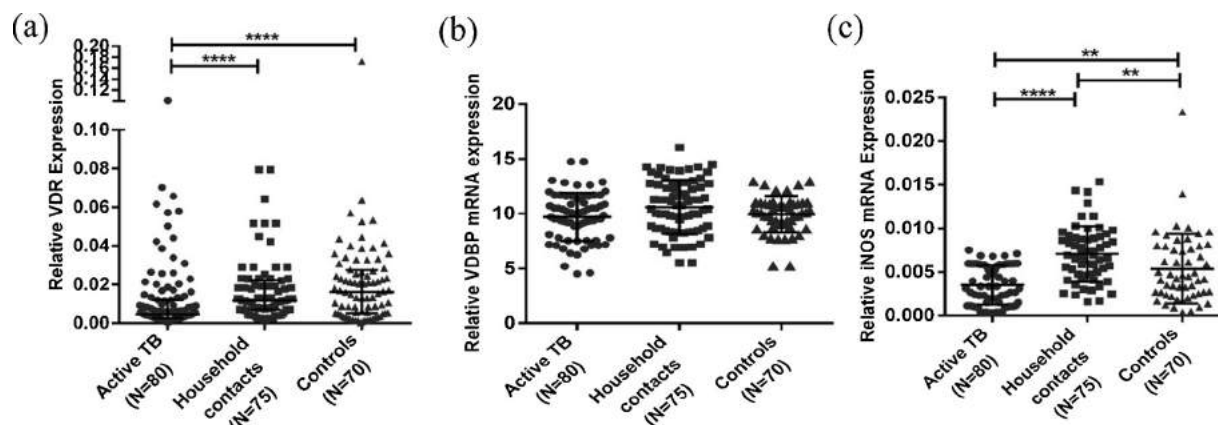 (a)
****
****
Relative VDR Expression
0.20
0.18
0.16
0.14
0.12
0.10
0.08
0.06
0.04
0.02
0.00
Active TB
(N=80)
Household
contacts
(N=75)
Controls
(N=70)
(b)
Relative VDBP mRNA expression
20
15
10
5
0
Active TB
(N=80)
Household
contacts
(N=75)
Controls
(N=70)
(c)
**
**
****
Relative iNOS mRNA Expression
0.025
0.020
0.015
0.010
0.005
0.000
Active TB
(N=80)
Household
contacts
(N=75)
Controls
(N=70)